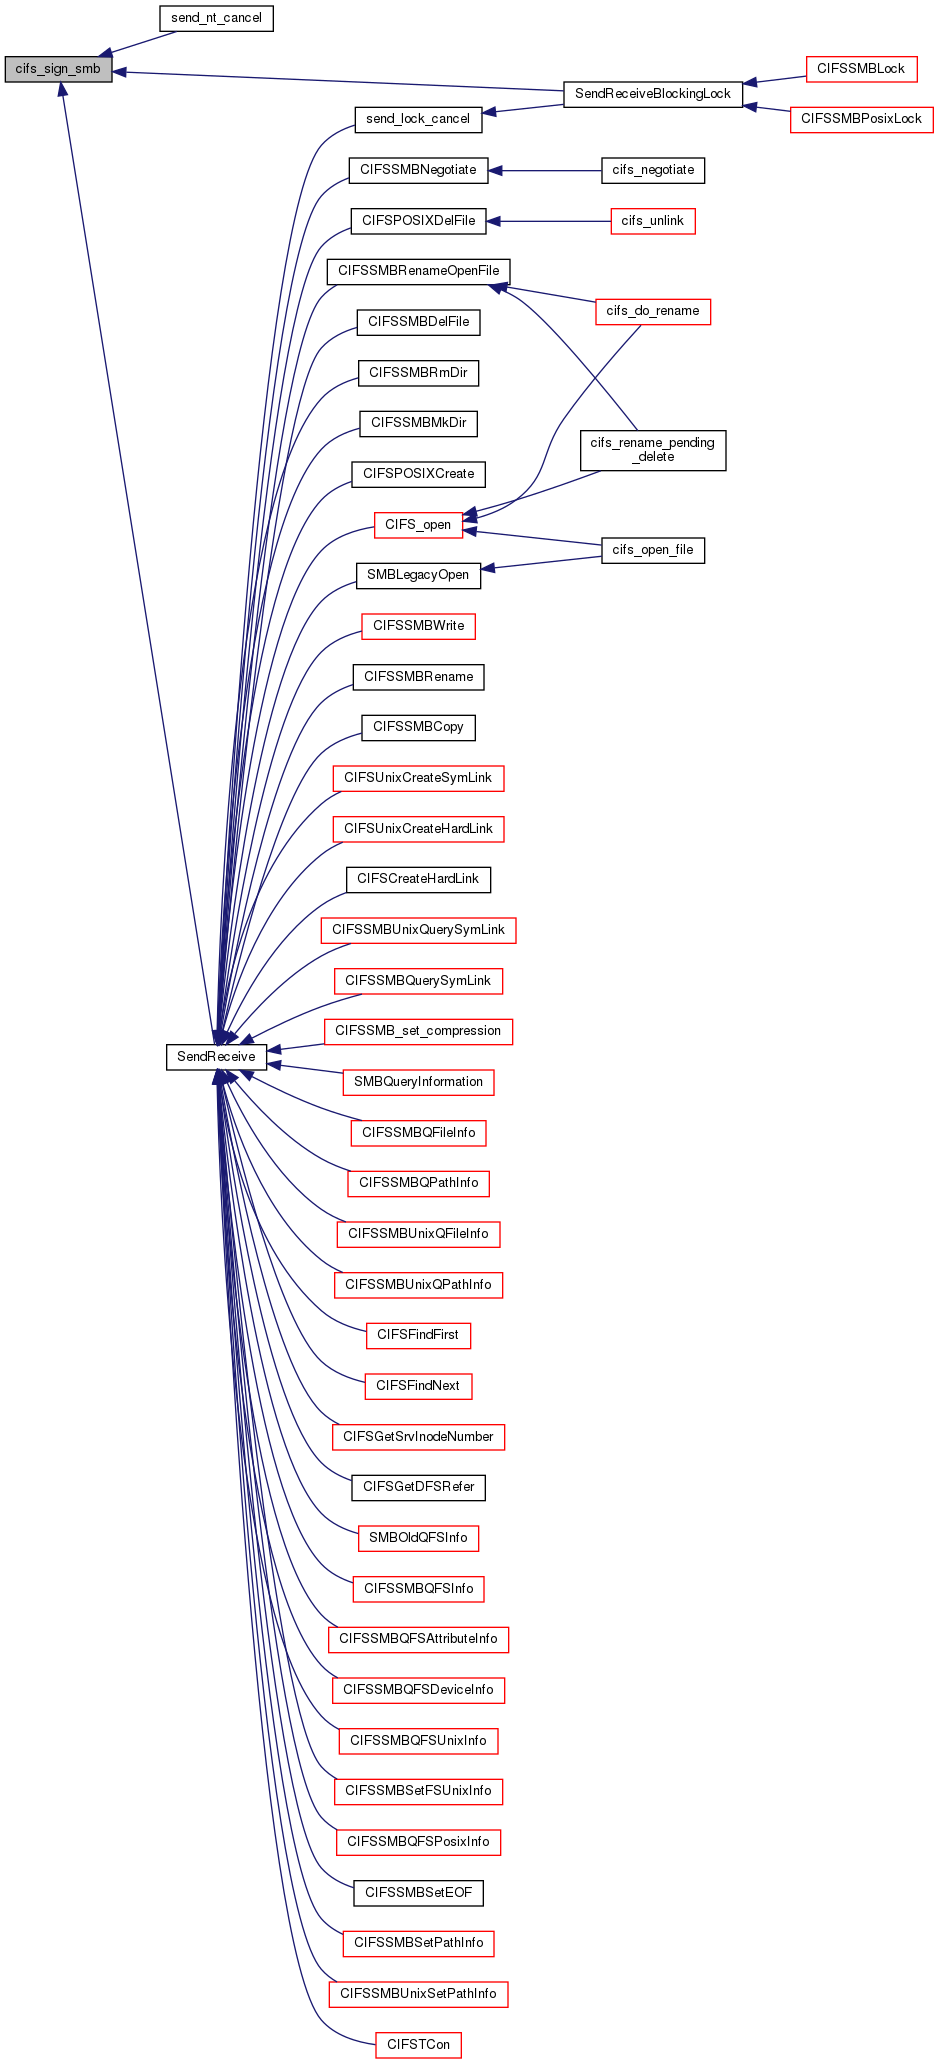 send_nt_cancel
cifs_sign_smb
CIFSSMBLock
SendReceiveBlockingLock
send_lock_cancel
CIFSSMBPosixLock
CIFSSMBNegotiate
cifs_negotiate
CIFSPOSIXDelFile
cifs_unlink
CIFSSMBRenameOpenFile
cifs_do_rename
CIFSSMBDelFile
CIFSSMBRmDir
CIFSSMBMkDir
cifs_rename_pending
_delete
CIFSPOSIXCreate
CIFS_open
cifs_open_file
SMBLegacyOpen
CIFSSMBWrite
CIFSSMBRename
CIFSSMBCopy
CIFSUnixCreateSymLink
CIFSUnixCreateHardLink
CIFSCreateHardLink
CIFSSMBUnixQuerySymLink
CIFSSMBQuerySymLink
CIFSSMB_set_compression
SendReceive
SMBQueryInformation
CIFSSMBQFileInfo
CIFSSMBQPathInfo
CIFSSMBUnixQFileInfo
CIFSSMBUnixQPathInfo
CIFSFindFirst
CIFSFindNext
CIFSGetSrvInodeNumber
CIFSGetDFSRefer
SMBOldQFSInfo
CIFSSMBQFSInfo
CIFSSMBQFSAttributeInfo
CIFSSMBQFSDeviceInfo
CIFSSMBQFSUnixInfo
CIFSSMBSetFSUnixInfo
CIFSSMBQFSPosixInfo
CIFSSMBSetEOF
CIFSSMBSetPathInfo
CIFSSMBUnixSetPathInfo
CIFSTCon